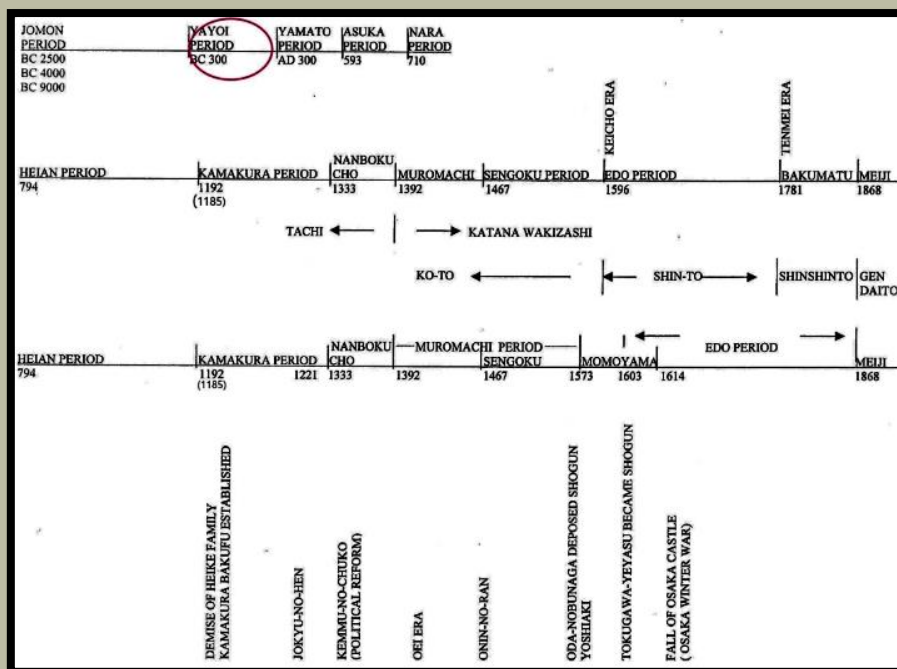 JOMON PERIOD
BC 2500
BC 4000
BC 9000
YAYOI PERIOD
BC 300
YAMATO PERIOD
AD 300
ASUKA PERIOD
593
NARA PERIOD
710
KEICHO ERA
TENMEI ERA
HEIAN PERIOD
794
KAMAKURA PERIOD
1192
(1185)
NANBOKU CHO
1333
MUROMACHI
1392
SENGOKU PERIOD
1467
EDO PERIOD
1596
BAKUMATU
1781
MEIJI
1868
TACHI
KATANA WAKIZASHI
KO-TO
SHIN-TO
SHINSHINTO
GEN DAITO
HEIAN PERIOD
794
KAMAKURA PERIOD
1192
(1185)
1221
NANBOKU CHO
1333
MUROMACHI PERIOD
1392
SENGOKU
1467
1573
MOMOYAMA
1603
1614
EDO PERIOD
MEIJI
1868
DEMISE OF HEIKE FAMILY
KAMAKURA BAKUFU ESTABLISHED
JOKYU-NO-HEN
KEMMU-NO-CHUKO
(POLITICAL REFORM)
OEI ERA
ONIN-NO-RAN
ODA-NOBUNAGA DEPOSED SHOGUN
YOSHIAKI
TOKUGAWA-YEYASU BECAME SHOGUN
FALL OF OSAKA CASTLE
( OSAKA WINTER WAR)